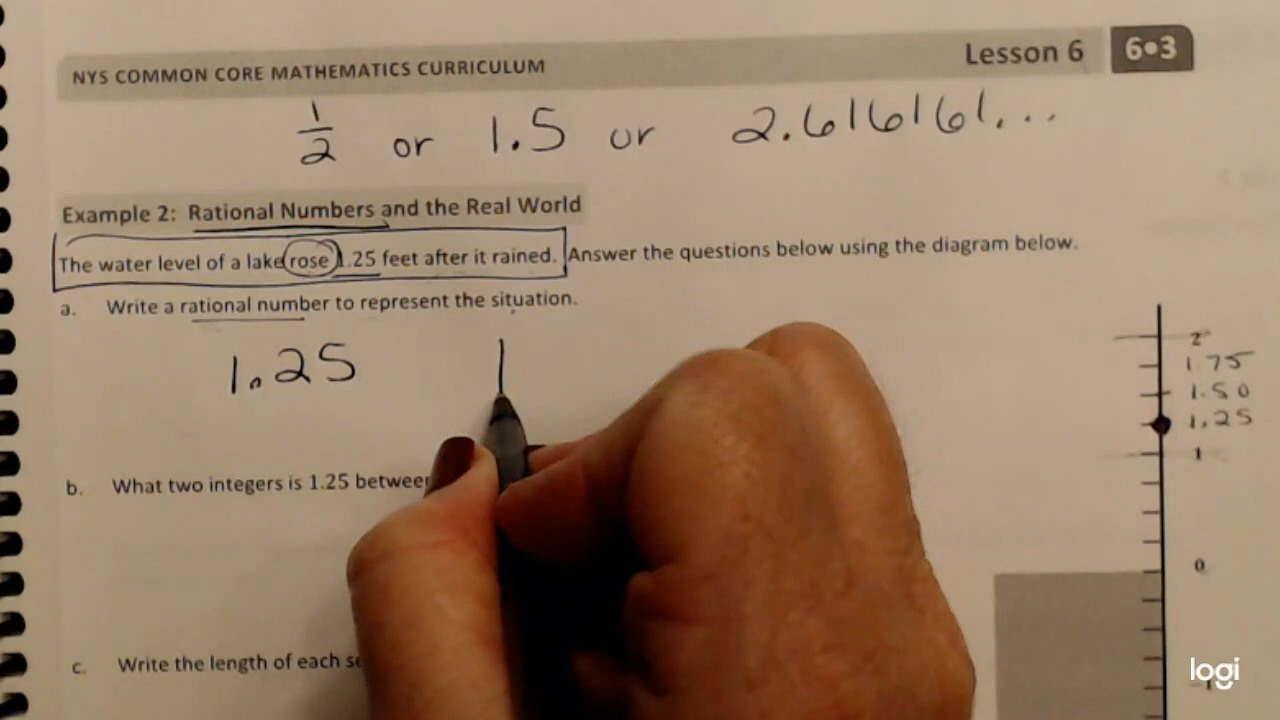 NYS COMMON CORE MATHEMATICS CURRICULUM Lesson 6 6•3
1/2 or 1.5 or 2.616161...
Example 2: Rational Numbers and the Real World
The water level of a lake rose 1.25 feet after it rained. Answer the questions below using the diagram below.
a. Write a rational number to represent the situation.
1.25 1
b. What two integers is 1.25 between
c. Write the length of each
2
1.75
1.50
1.25
1
0
-1
logi